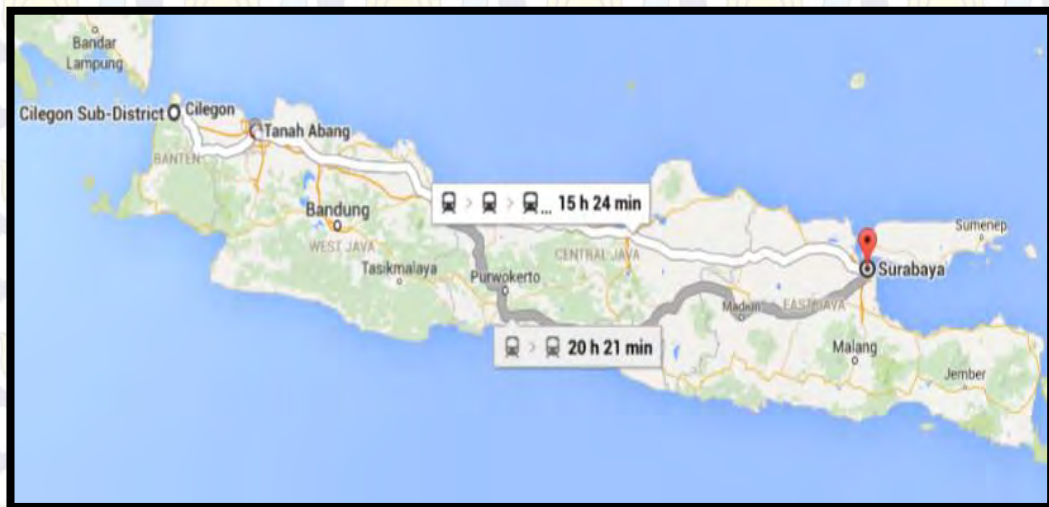 Bandar
Lampung
Cilegon Sub-District
Cilegon
Tanah Abang
BANTEN
15 h 24 min
Bandung
WEST JAVA
CENTRAL JAVA
Sumenep
Tasikmalaya
Purwokerto
Surabaya
Madiun
EAST JAVA
20 h 21 min
Malang
Jember